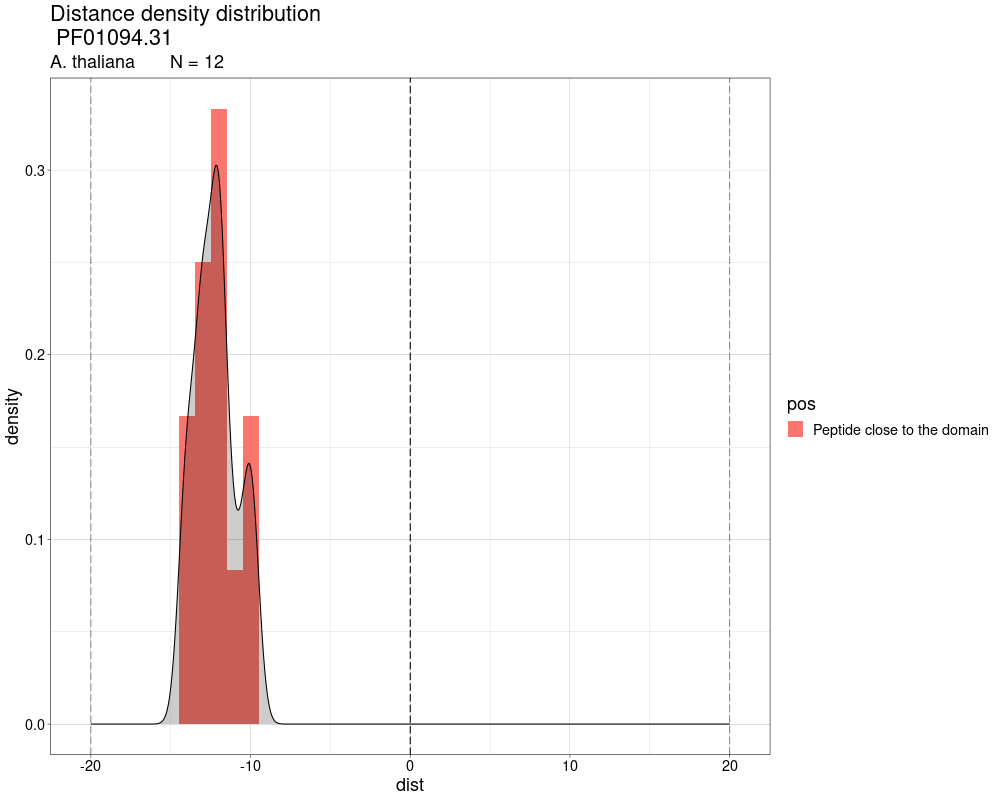 Distance density distribution
PF01094.31
A. thaliana N = 12
0.3
0.2
0.1
0.0
density
-20 -10 0 10 20
dist
pos
Peptide close to the domain